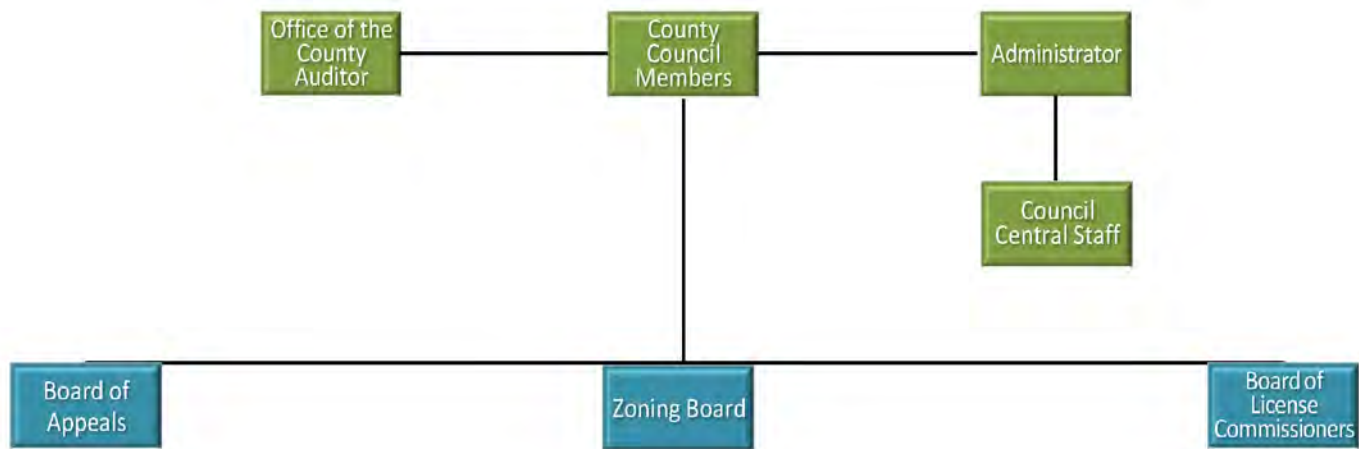 Office of the
County
Auditor
County
Council
Members
Administrator
Council
Central Staff
Board of
Appeals
Zoning Board
Board of
License
Commissioners